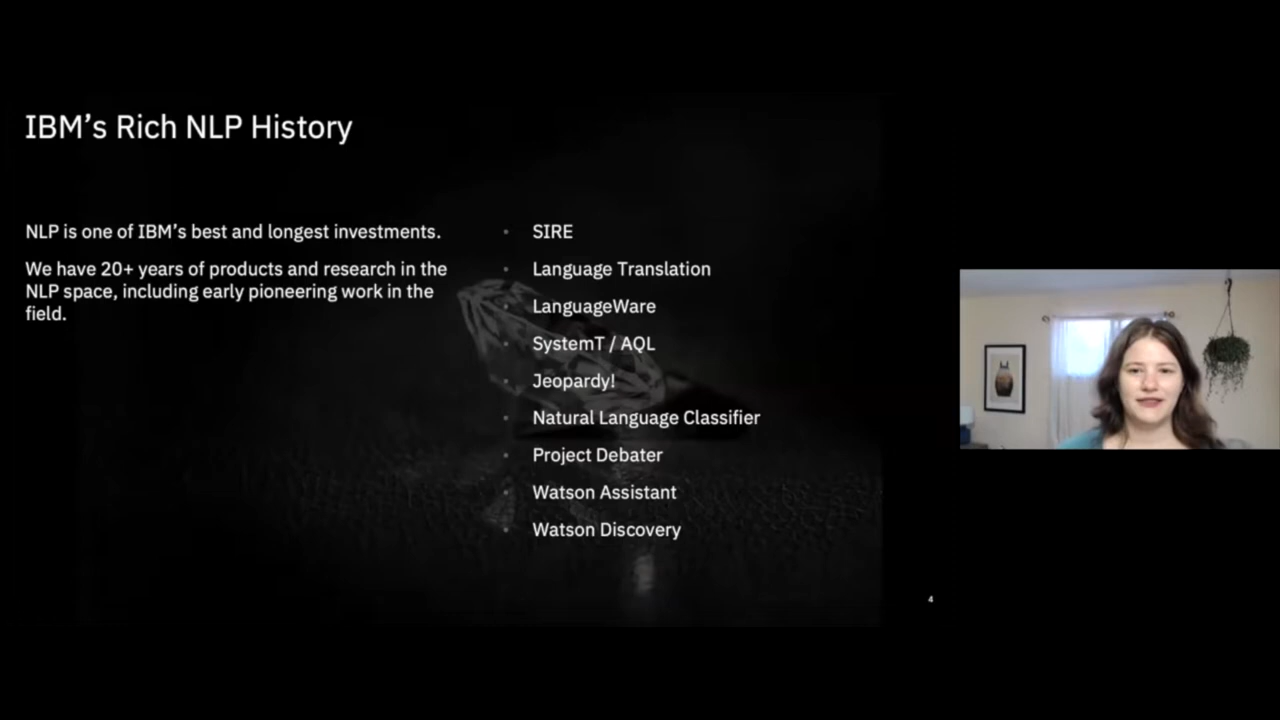 IBM's Rich NLP History
NLP is one of IBM's best and longest investments.
We have 20+ years of products and research in the
NLP space, including early pioneering work in the
field.
SIRE
Language Translation
LanguageWare
SystemT / AQL
Jeopardy!
Natural Language Classifier
Project Debater
Watson Assistant
Watson Discovery
4